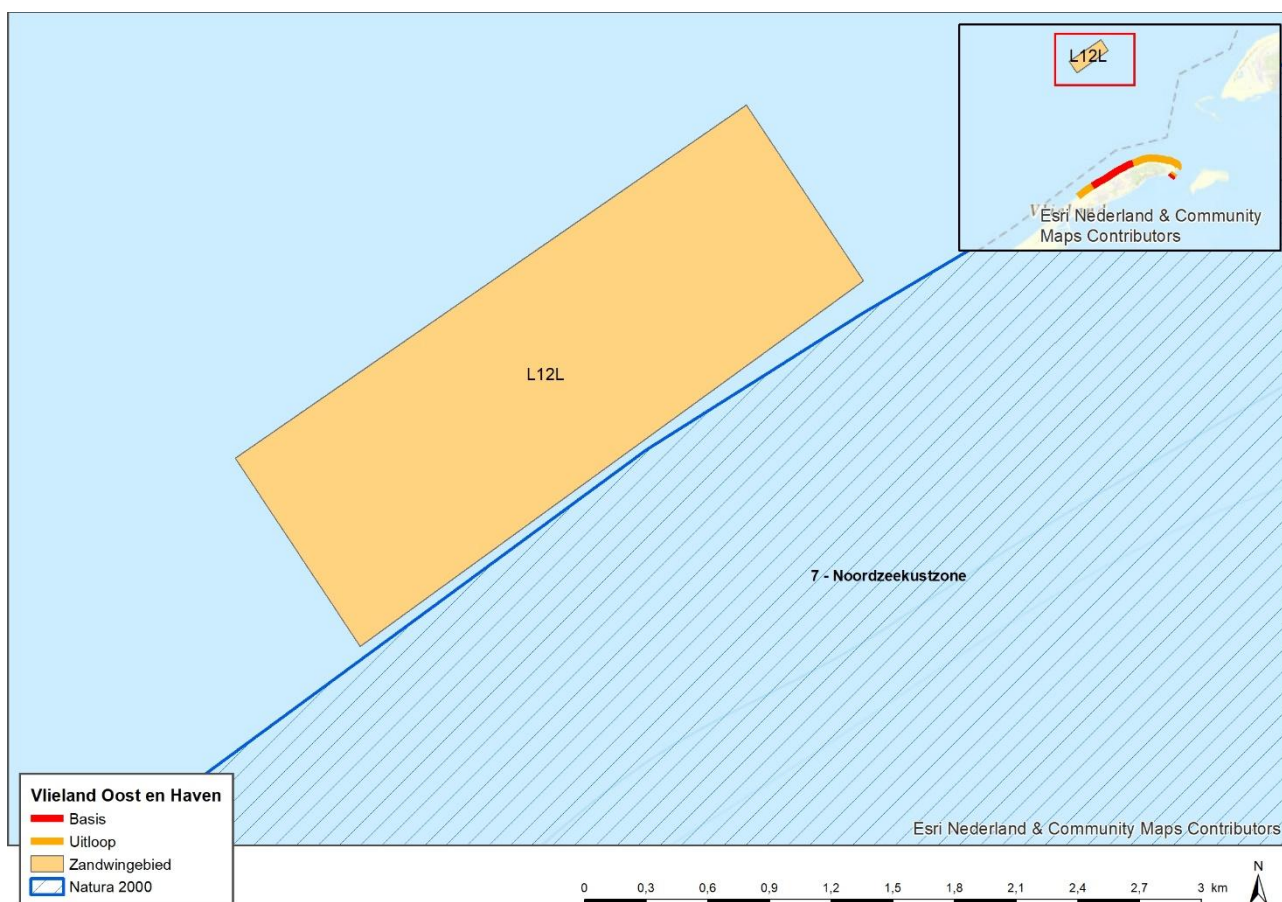 L12L
Esri Nederland & Community
Maps Contributors
L12L
7 - Noordzeekustzone
Esri Nederland & Community Maps Contributors
Vlieland Oost en Haven
Basis
Uitloop
Zandwingebied
Natura 2000
0 0,3 0,6 0,9 1,2 1,5 1,8 2,1 2,4 2,7 3 km
N